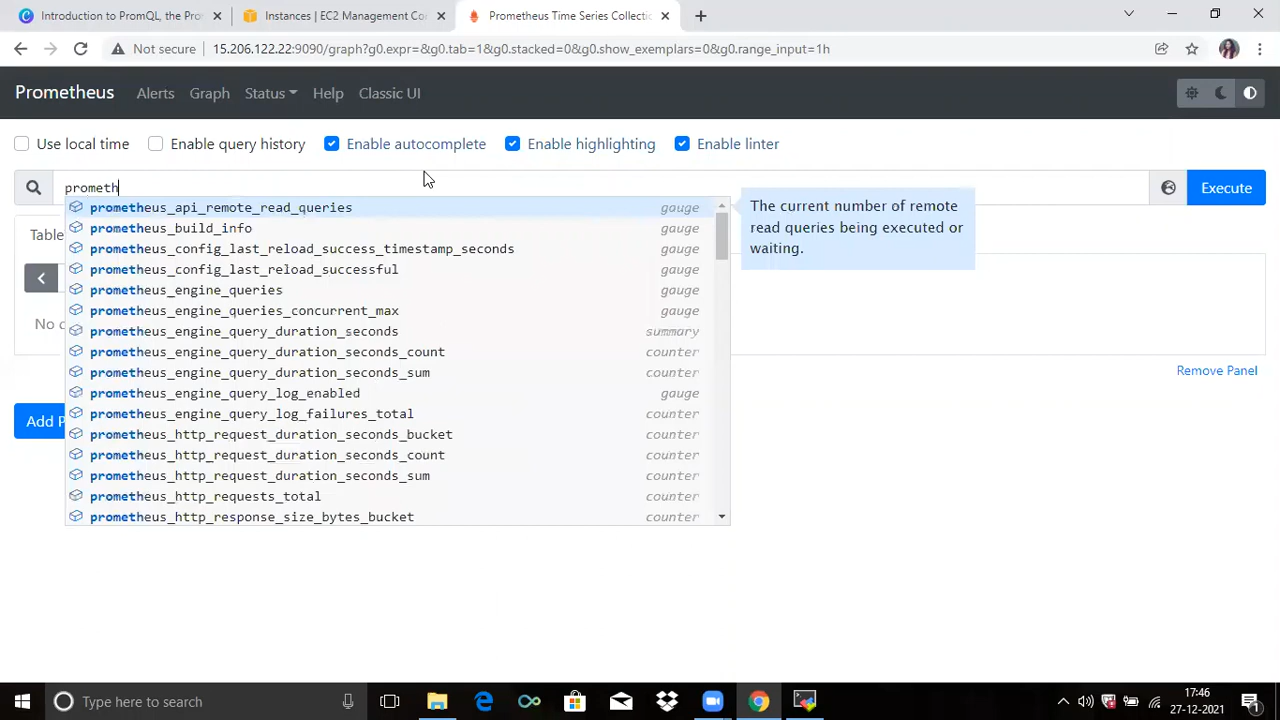 Introduction to PromQL, the Pro
Instances | EC2 Management Con
Prometheus Time Series Collectio
Not secure
15.206.122.22:9090/graph?g0.expr=&g0.tab=1&g0.stacked=0&g0.show_exemplars=0&g0.range_input=1h
Prometheus Alerts Graph Status Help Classic UI
Use local time Enable query history Enable autocomplete Enable highlighting Enable linter
prometh
Execute
prometheus_api_remote_read_queries gauge
prometheus_build_info gauge
prometheus_config_last_reload_success_timestamp_seconds gauge
prometheus_config_last_reload_successful gauge
prometheus_engine_queries gauge
prometheus_engine_queries_concurrent_max gauge
prometheus_engine_query_duration_seconds summary
prometheus_engine_query_duration_seconds_count counter
prometheus_engine_query_duration_seconds_sum counter
prometheus_engine_query_log_enabled gauge
prometheus_engine_query_log_failures_total counter
prometheus_http_request_duration_seconds_bucket counter
prometheus_http_request_duration_seconds_count counter
prometheus_http_request_duration_seconds_sum counter
prometheus_http_requests_total counter
prometheus_http_response_size_bytes_bucket counter
The current number of remote
read queries being executed or
waiting.
Table
No d
Remove Panel
Add P
Type here to search
17:46
27-12-2021
1